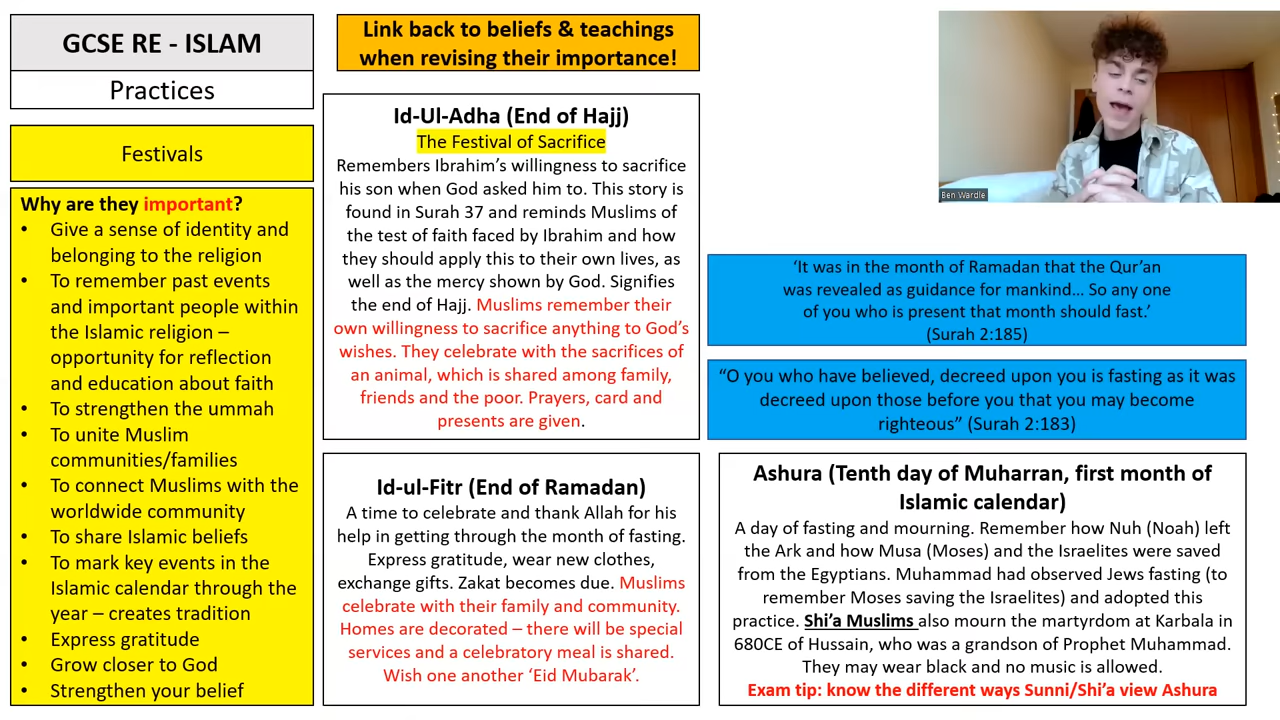 GCSE RE - ISLAM
Practices
Festivals
Why are they important?
• Give a sense of identity and
belonging to the religion
• To remember past events
and important people within
the Islamic religion –
opportunity for reflection
and education about faith
• To strengthen the ummah
• To unite Muslim
communities/families
• To connect Muslims with the
worldwide community
• To share Islamic beliefs
• To mark key events in the
Islamic calendar through the
year – creates tradition
• Express gratitude
• Grow closer to God
• Strengthen your belief
Link back to beliefs & teachings
when revising their importance!
Id-Ul-Adha (End of Hajj)
The Festival of Sacrifice
Remembers Ibrahim’s willingness to sacrifice
his son when God asked him to. This story is
found in Surah 37 and reminds Muslims of
the test of faith faced by Ibrahim and how
they should apply this to their own lives, as
well as the mercy shown by God. Signifies
the end of Hajj. Muslims remember their
own willingness to sacrifice anything to God’s
wishes. They celebrate with the sacrifices of
an animal, which is shared among family,
friends and the poor. Prayers, card and
presents are given.
Id-ul-Fitr (End of Ramadan)
A time to celebrate and thank Allah for his
help in getting through the month of fasting.
Express gratitude, wear new clothes,
exchange gifts. Zakat becomes due. Muslims
celebrate with their family and community.
Homes are decorated – there will be special
services and a celebratory meal is shared.
Wish one another ‘Eid Mubarak’.
Ben Wardle
‘It was in the month of Ramadan that the Qur’an
was revealed as guidance for mankind... So any one
of you who is present that month should fast.’
(Surah 2:185)
“O you who have believed, decreed upon you is fasting as it was
decreed upon those before you that you may become
righteous” (Surah 2:183)
Ashura (Tenth day of Muharran, first month of
Islamic calendar)
A day of fasting and mourning. Remember how Nuh (Noah) left
the Ark and how Musa (Moses) and the Israelites were saved
from the Egyptians. Muhammad had observed Jews fasting (to
remember Moses saving the Israelites) and adopted this
practice. Shi’a Muslims also mourn the martyrdom at Karbala in
680CE of Hussain, who was a grandson of Prophet Muhammad.
They may wear black and no music is allowed.
Exam tip: know the different ways Sunni/Shi’a view Ashura